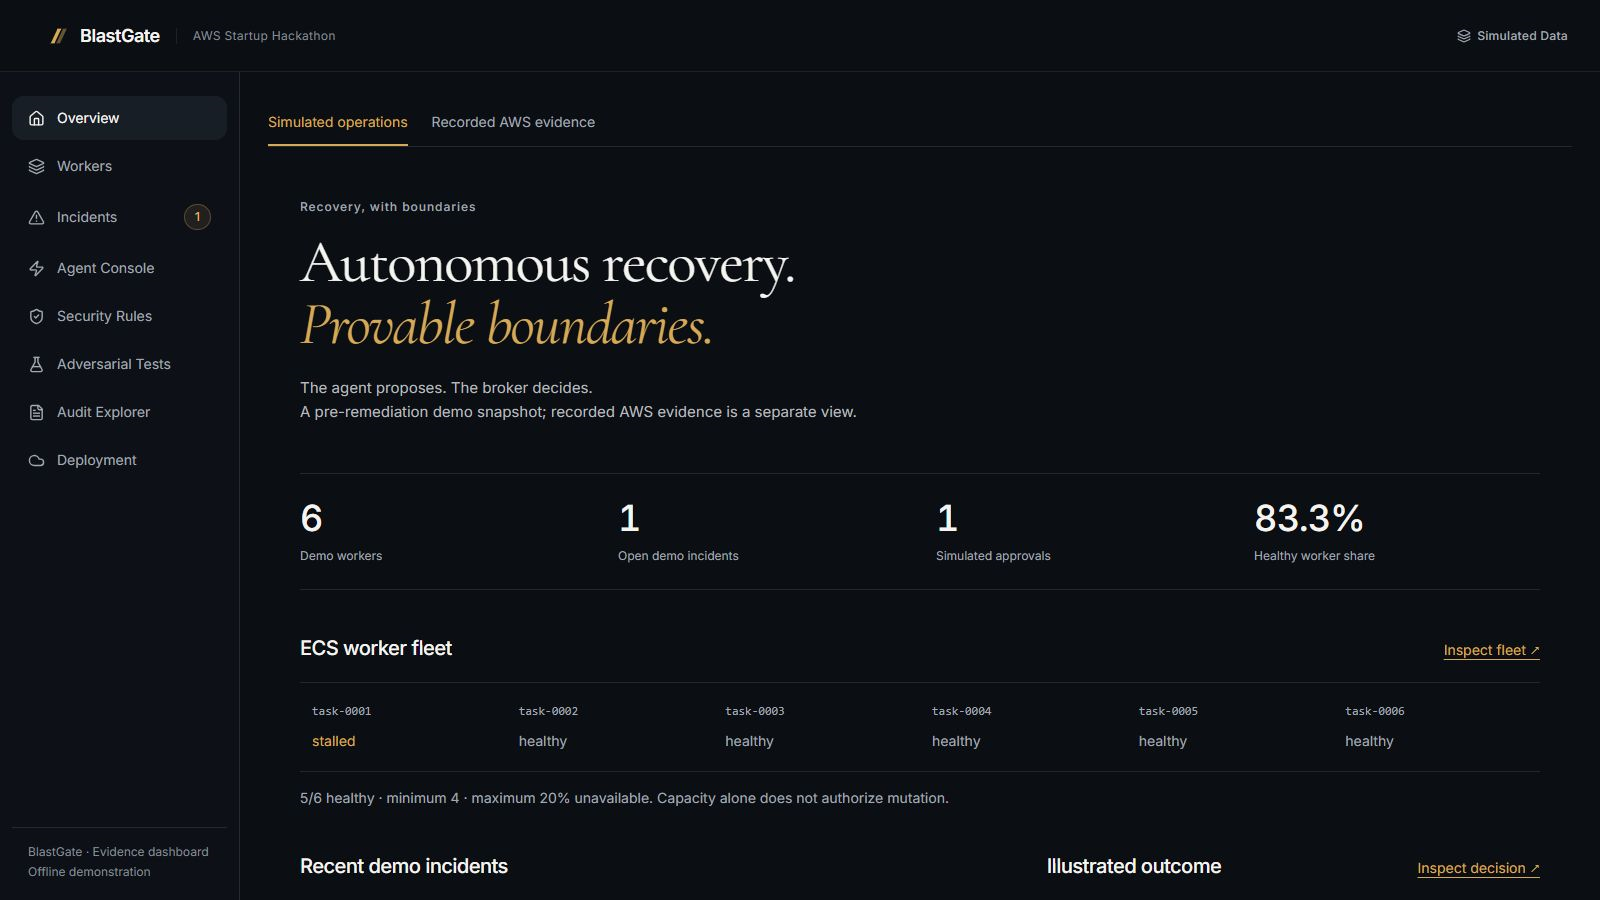 BlastGate
AWS Startup Hackathon
Simulated Data
Overview
Workers
Incidents
1
Agent Console
Security Rules
Adversarial Tests
Audit Explorer
Deployment
BlastGate · Evidence dashboard
Offline demonstration
Simulated operations
Recorded AWS evidence
Recovery, with boundaries
Autonomous recovery.
Provable boundaries.
The agent proposes. The broker decides.
A pre-remediation demo snapshot; recorded AWS evidence is a separate view.
6
Demo workers
1
Open demo incidents
1
Simulated approvals
83.3%
Healthy worker share
ECS worker fleet
Inspect fleet ↗
task-0001
stalled
task-0002
healthy
task-0003
healthy
task-0004
healthy
task-0005
healthy
task-0006
healthy
5/6 healthy · minimum 4 · maximum 20% unavailable. Capacity alone does not authorize mutation.
Recent demo incidents
Illustrated outcome
Inspect decision ↗